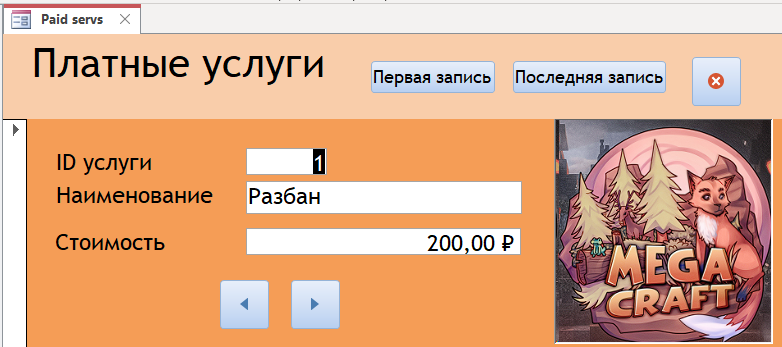 Paid servs
Платные услуги
Первая запись
Последняя запись
ID услуги
1
Наименование
Разбан
Стоимость
200,00 ₽
MEGA
CRAFT